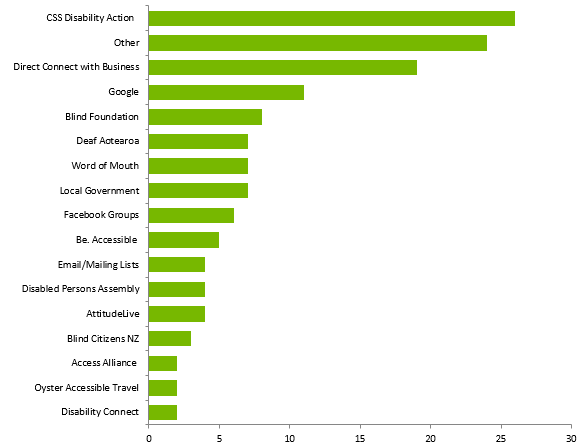 CSS Disability Action
Other
Direct Connect with Business
Google
Blind Foundation
Deaf Aotearoa
Word of Mouth
Local Government
Facebook Groups
Be. Accessible
Email/Mailing Lists
Disabled Persons Assembly
AttitudeLive
Blind Citizens NZ
Access Alliance
Oyster Accessible Travel
Disability Connect
0 5 10 15 20 25 30